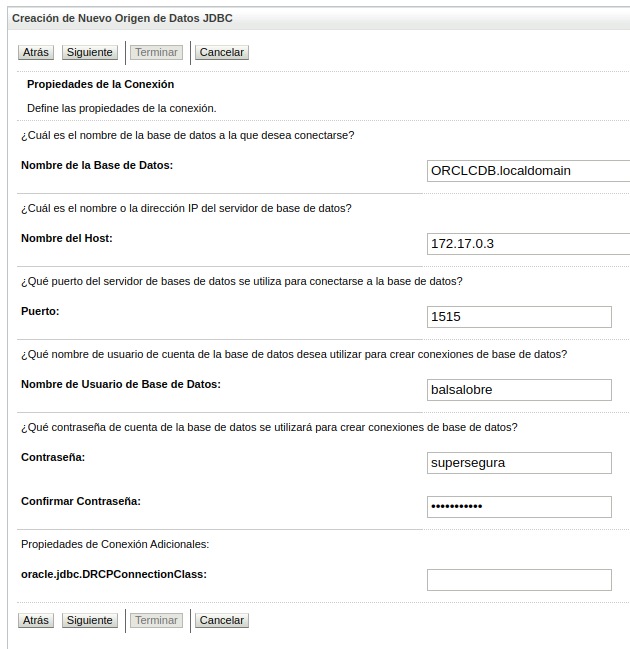 Creación de Nuevo Origen de Datos JDBC
Atrás Siguiente Terminar Cancelar
Propiedades de la Conexión
Define las propiedades de la conexión.
¿Cuál es el nombre de la base de datos a la que desea conectarse?
Nombre de la Base de Datos: ORCLCDB.localdomain
¿Cuál es el nombre o la dirección IP del servidor de base de datos?
Nombre del Host: 172.17.0.3
¿Qué puerto del servidor de bases de datos se utiliza para conectarse a la base de datos?
Puerto: 1515
¿Qué nombre de usuario de cuenta de la base de datos desea utilizar para crear conexiones de base de datos?
Nombre de Usuario de Base de Datos: balsalobre
¿Qué contraseña de cuenta de la base de datos se utilizará para crear conexiones de base de datos?
Contraseña: supersegura
Confirmar Contraseña: •••••••••••
Propiedades de Conexión Adicionales:
oracle.jdbc.DRCPConnectionClass:
Atrás Siguiente Terminar Cancelar